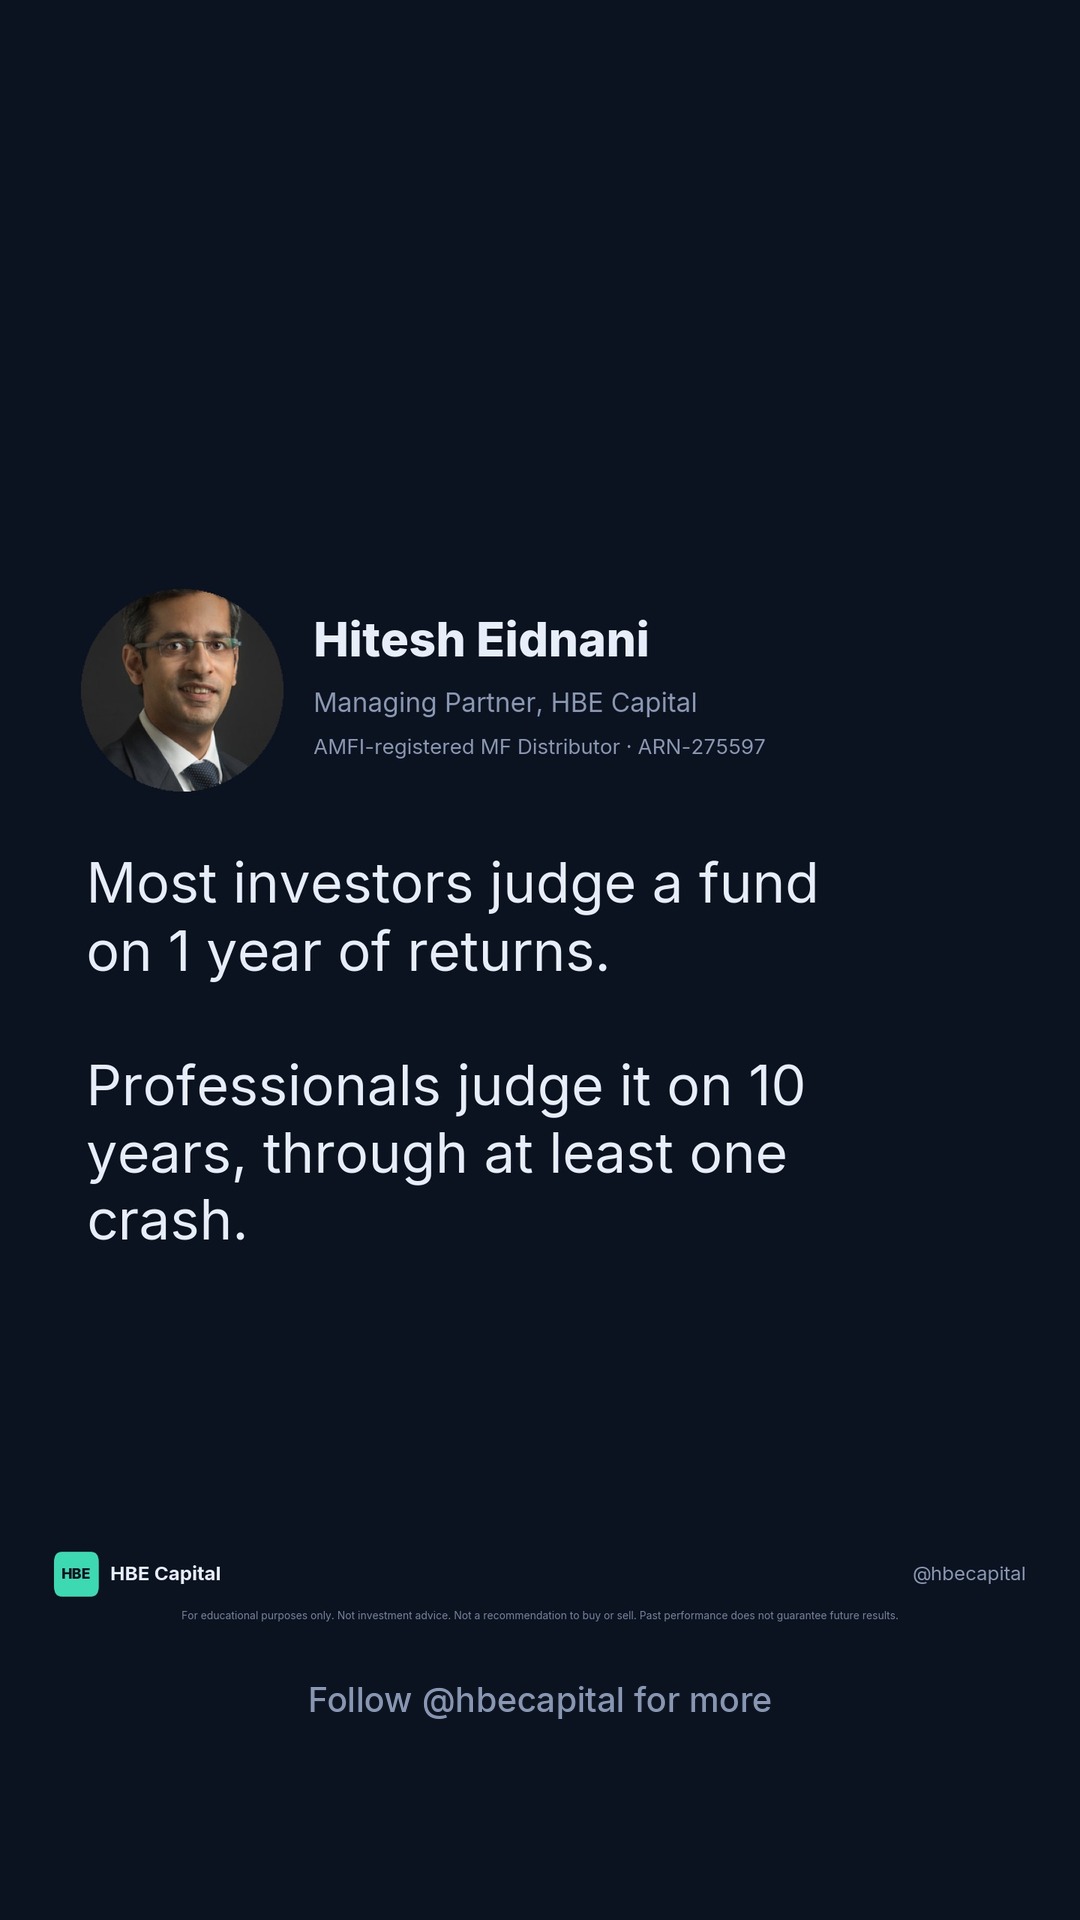 Hitesh Eidnani
Managing Partner, HBE Capital
AMFI-registered MF Distributor · ARN-275597
Most investors judge a fund
on 1 year of returns.
Professionals judge it on 10
years, through at least one
crash.
HBE HBE Capital @hbecapital
For educational purposes only. Not investment advice. Not a recommendation to buy or sell. Past performance does not guarantee future results.
Follow @hbecapital for more